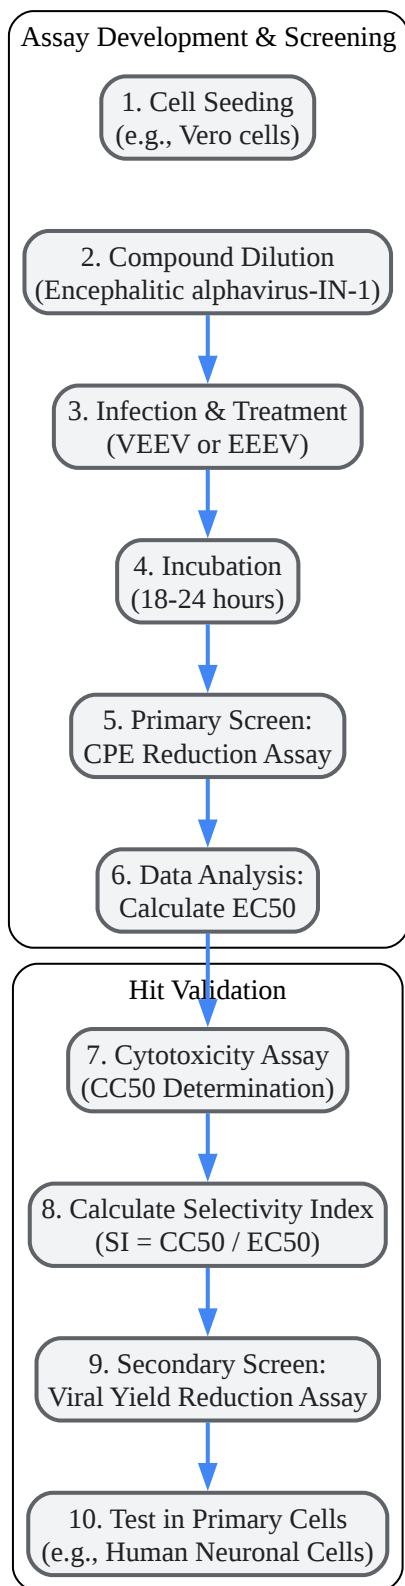 Assay Development & Screening
1. Cell Seeding
(e.g., Vero cells)
2. Compound Dilution
(Encephalitic alphavirus-IN-1)
3. Infection & Treatment
(VEEV or EEEV)
4. Incubation
(18-24 hours)
5. Primary Screen:
CPE Reduction Assay
6. Data Analysis:
Calculate EC50
Hit Validation
7. Cytotoxicity Assay
(CC50 Determination)
8. Calculate Selectivity Index
(SI = CC50 / EC50)
9. Secondary Screen:
Viral Yield Reduction Assay
10. Test in Primary Cells
(e.g., Human Neuronal Cells)